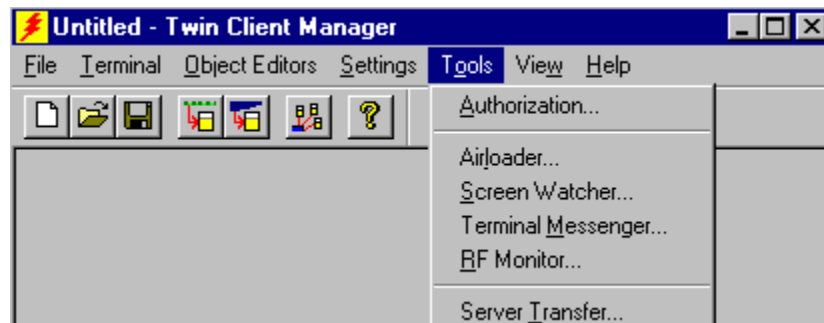 Untitled - Twin Client Manager
File Terminal Object Editors Settings Tools View Help
Authorization...
Airloader...
Screen Watcher...
Terminal Messenger...
RF Monitor...
Server Transfer...